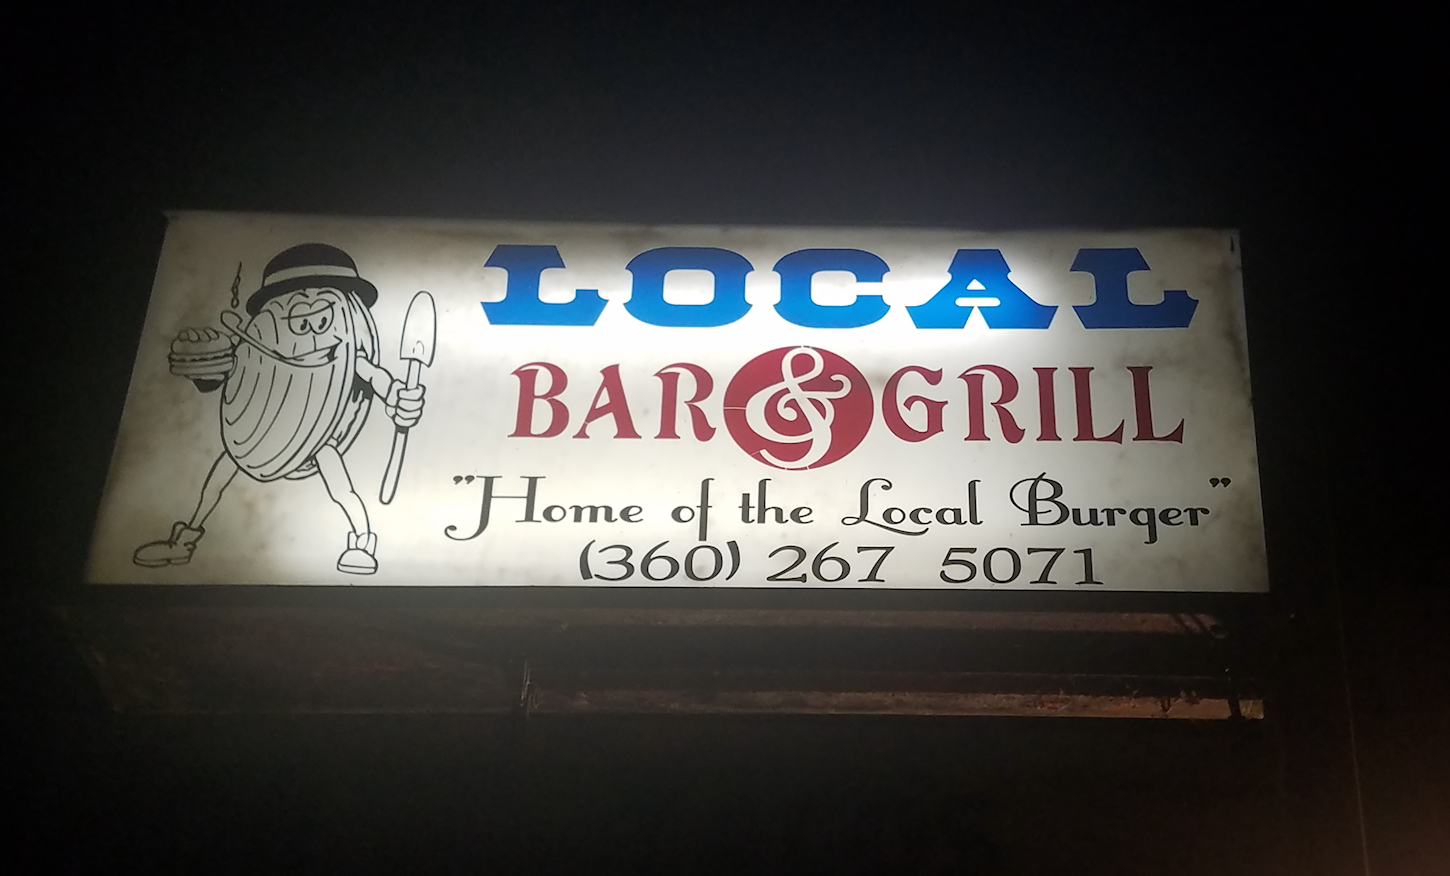 LOCAL
BAR & GRILL
"Home of the Local Burger"
(360) 267 5071